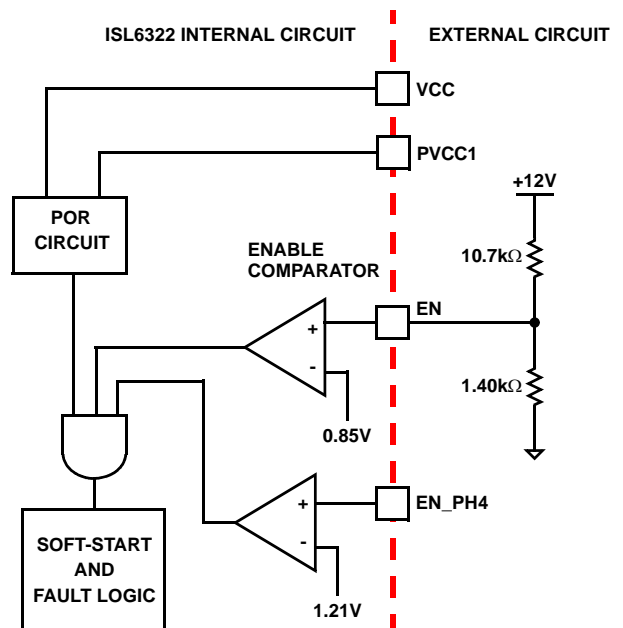 ISL6322 INTERNAL CIRCUIT
EXTERNAL CIRCUIT
VCC
PVCC1
+12V
POR
CIRCUIT
10.7kΩ
ENABLE
COMPARATOR
EN
+
-
1.40kΩ
0.85V
EN_PH4
+
-
SOFT-START
AND
FAULT LOGIC
1.21V